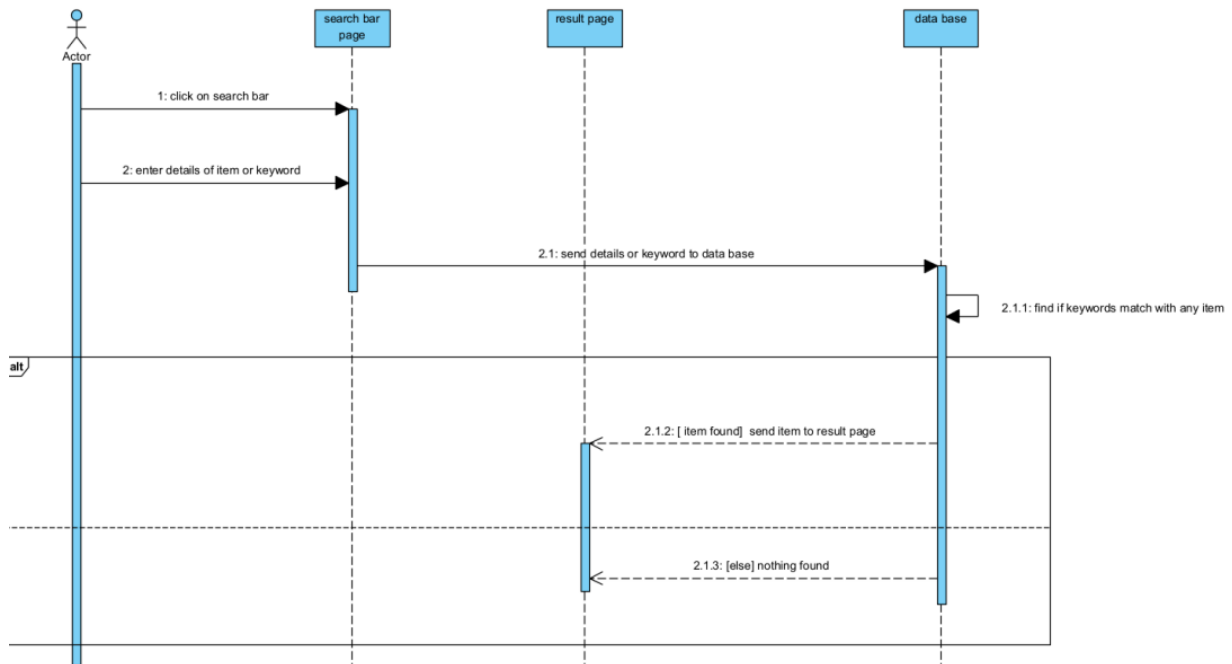 search bar
page
result page
data base
Actor
1: click on search bar
2: enter details of item or keyword
2.1: send details or keyword to data base
2.1.1: find if keywords match with any item
alt
2.1.2: [ item found]  send item to result page
2.1.3: [else] nothing found